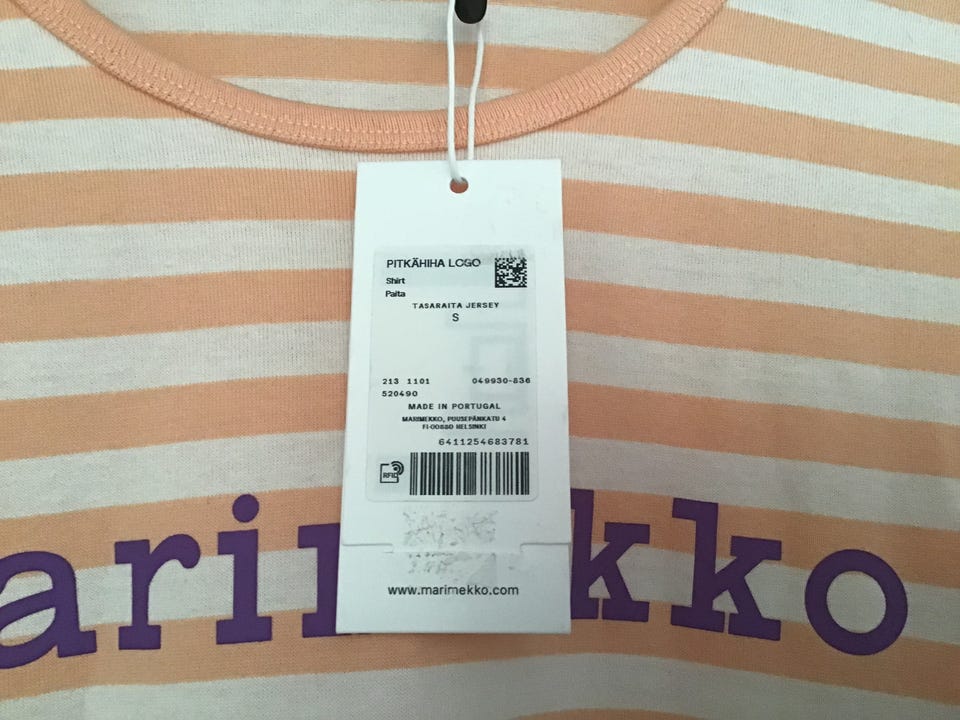 PITKÄHIHA LOGO
Shirt
Paita
TASARAITA JERSEY
S
213 1101 049930-836
520490
MADE IN PORTUGAL
MARIMEKKO, PUUSEPÄNKATU 4
FI-00880 HELSINKI
6411254683781
RFID
www.marimekko.com
arim kko